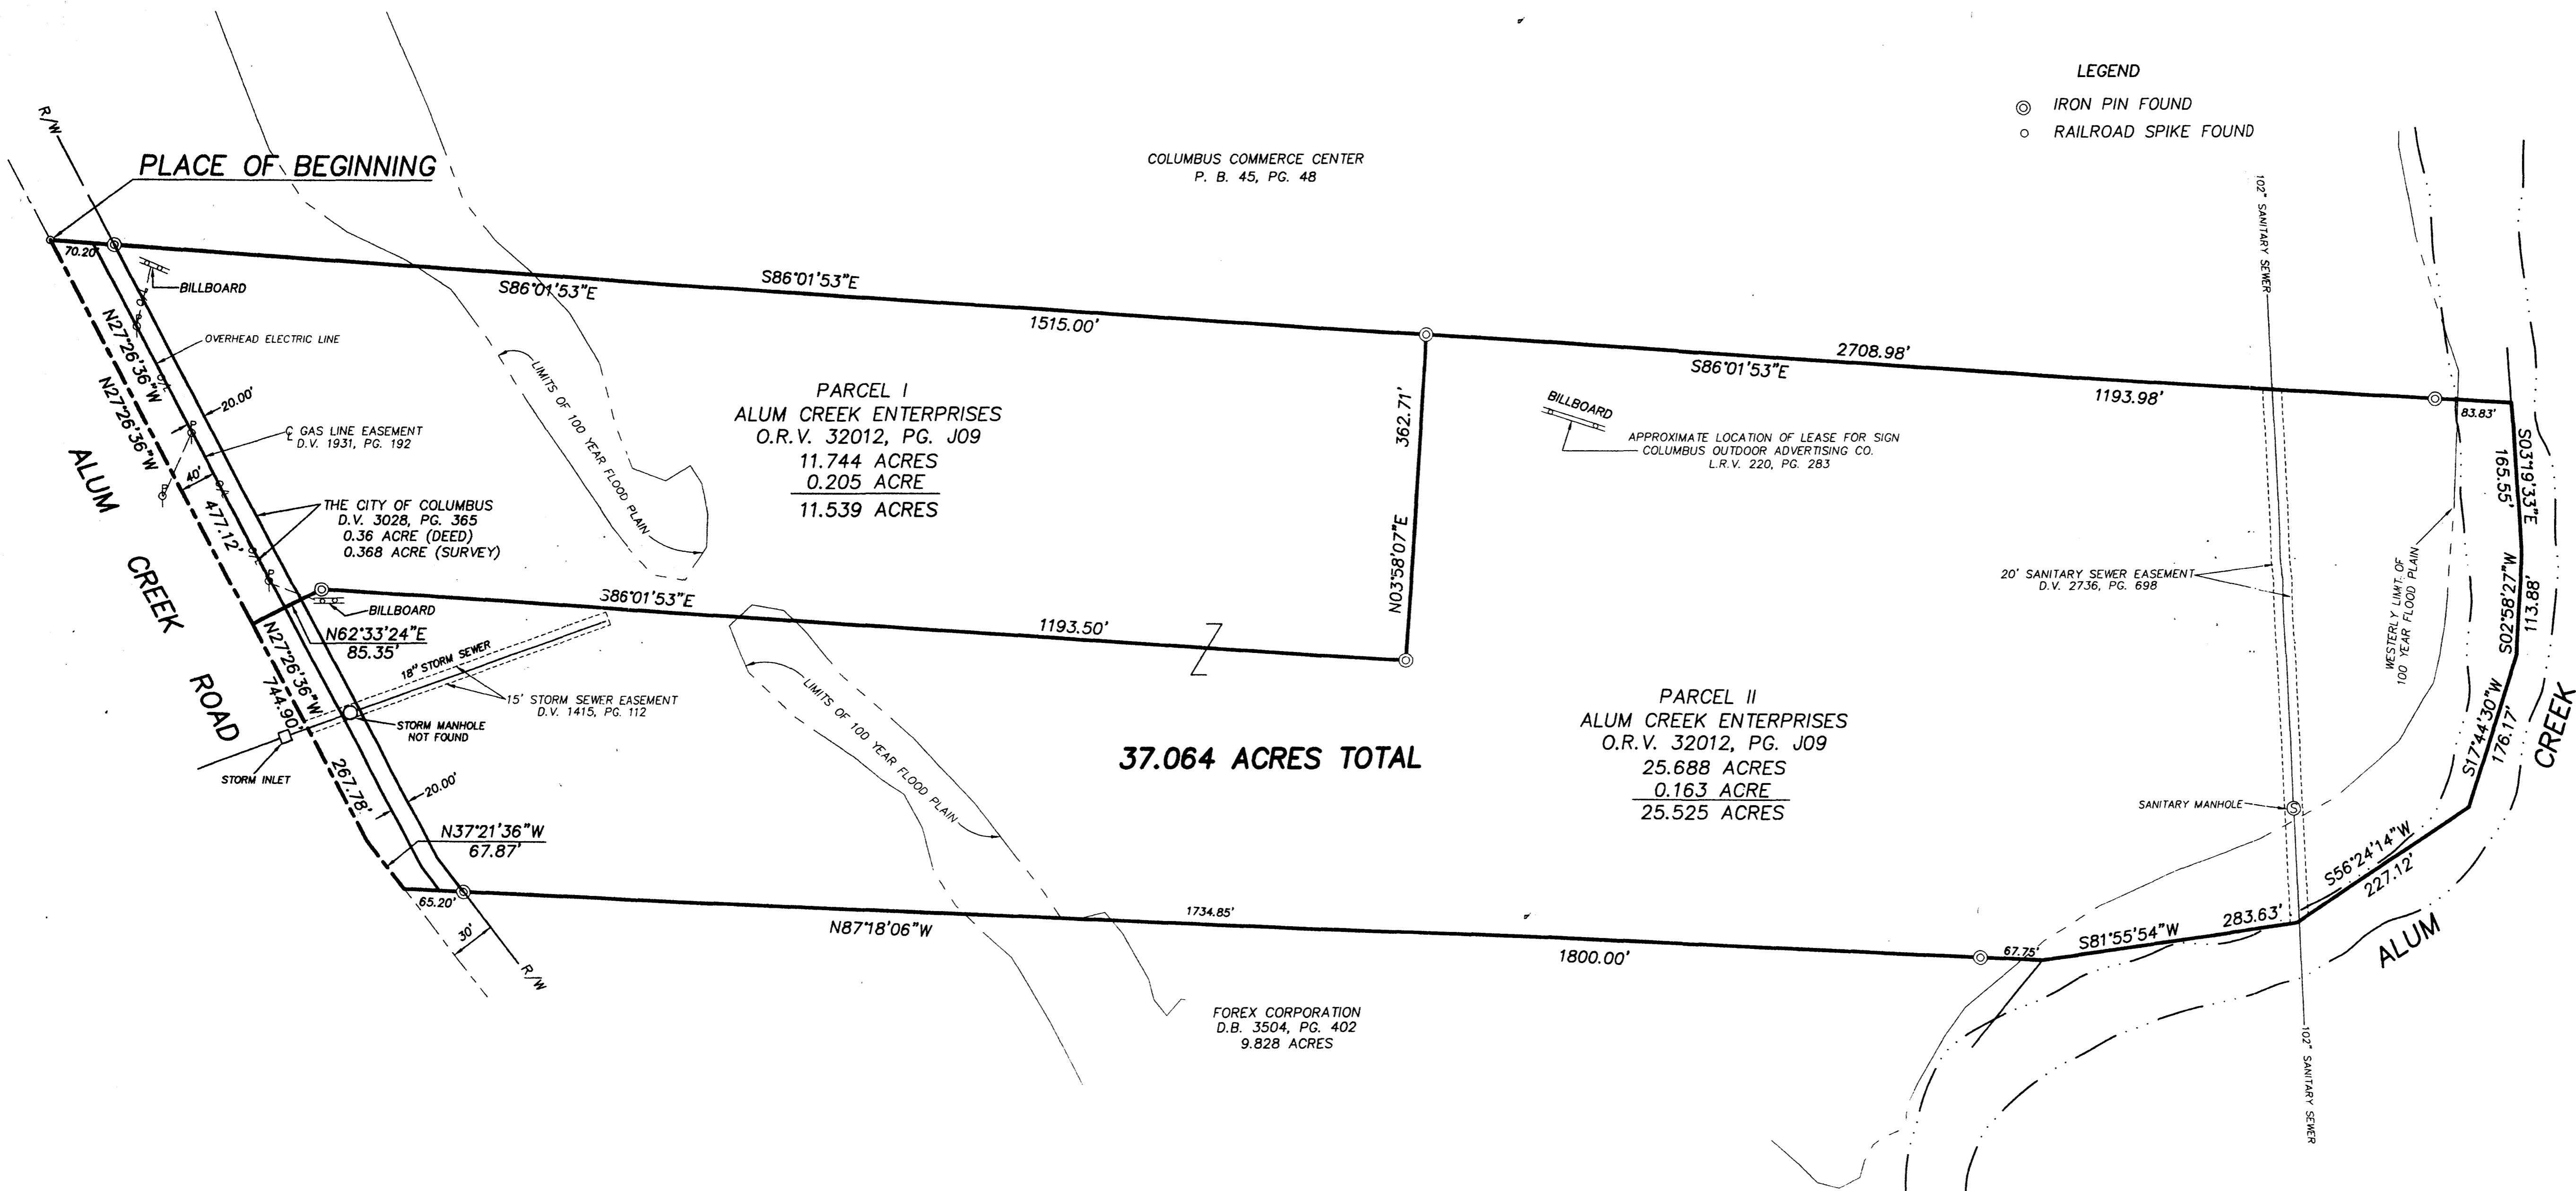 LEGEND
IRON PIN FOUND
RAILROAD SPIKE FOUND
R/W
PLACE OF BEGINNING
COLUMBUS COMMERCE CENTER
P. B. 45, PG. 48
70.20'
BILLBOARD
S86°01'53"E
S86°01'53"E
1515.00'
2708.98'
S86°01'53"E
1193.98'
83.83'
102" SANITARY SEWER
N27°26'36"W
N27°26'36"W
OVERHEAD ELECTRIC LINE
20.00'
℄ GAS LINE EASEMENT
D.V. 1931, PG. 192
40'
477.12'
THE CITY OF COLUMBUS
D.V. 3028, PG. 365
0.36 ACRE (DEED)
0.368 ACRE (SURVEY)
ALUM
CREEK
ROAD
LIMITS OF 100 YEAR FLOOD PLAIN
PARCEL I
ALUM CREEK ENTERPRISES
O.R.V. 32012, PG. J09
11.744 ACRES
0.205 ACRE
11.539 ACRES
362.71'
N03°58'07"E
BILLBOARD
APPROXIMATE LOCATION OF LEASE FOR SIGN
COLUMBUS OUTDOOR ADVERTISING CO.
L.R.V. 220, PG. 283
S03°19'33"E
165.55'
20' SANITARY SEWER EASEMENT
D.V. 2736, PG. 698
WESTERLY LIMIT OF
100 YEAR FLOOD PLAIN
S02°58'27"W
113.88'
BILLBOARD
S86°01'53"E
1193.50'
Z
N62°33'24"E
85.35'
N27°26'36"W
744.90'
18" STORM SEWER
15' STORM SEWER EASEMENT
D.V. 1415, PG. 112
STORM MANHOLE
NOT FOUND
STORM INLET
267.78'
20.00'
LIMITS OF 100 YEAR FLOOD PLAIN
37.064 ACRES TOTAL
PARCEL II
ALUM CREEK ENTERPRISES
O.R.V. 32012, PG. J09
25.688 ACRES
0.163 ACRE
25.525 ACRES
S17°44'30"W
176.17'
CREEK
SANITARY MANHOLE
S
N37°21'36"W
67.87'
S56°24'14"W
227.12'
65.20'
30'
R/W
N87°18'06"W
1734.85'
1800.00'
67.75'
S81°55'54"W
283.63'
ALUM
FOREX CORPORATION
D.B. 3504, PG. 402
9.828 ACRES
102" SANITARY SEWER